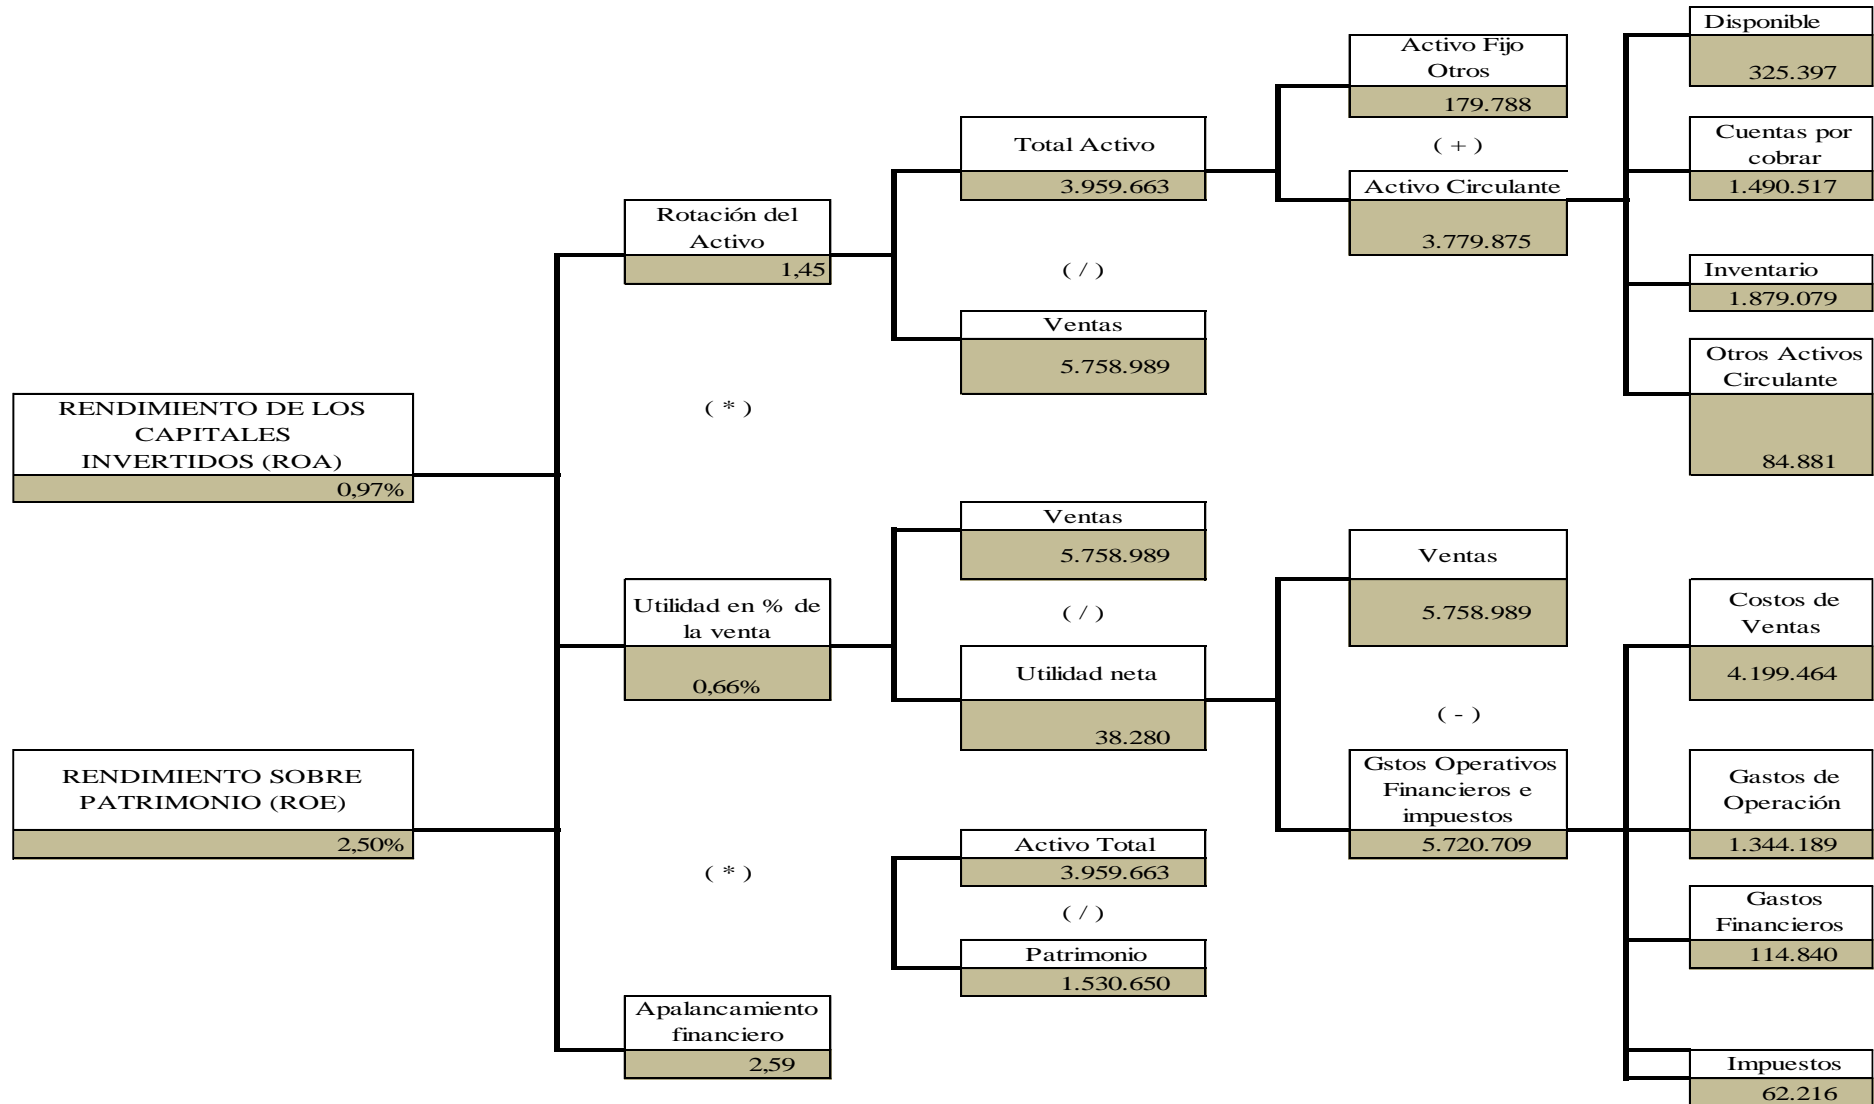 Disponible
325.397
Activo Fijo
Otros
179.788
( + )
Cuentas por
cobrar
1.490.517
Total Activo
3.959.663
Activo Circulante
3.779.875
Rotación del
Activo
1,45
( / )
Inventario
1.879.079
Ventas
5.758.989
Otros Activos
Circulante
84.881
RENDIMIENTO DE LOS
CAPITALES
INVERTIDOS (ROA)
0,97%
( * )
Ventas
5.758.989
( / )
Ventas
5.758.989
Utilidad en % de
la venta
0,66%
Utilidad neta
38.280
( - )
Costos de
Ventas
4.199.464
RENDIMIENTO SOBRE
PATRIMONIO (ROE)
2,50%
Gstos Operativos
Financieros e
impuestos
5.720.709
Gastos de
Operación
1.344.189
( * )
Activo Total
3.959.663
( / )
Patrimonio
1.530.650
Gastos
Financieros
114.840
Apalancamiento
financiero
2,59
Impuestos
62.216